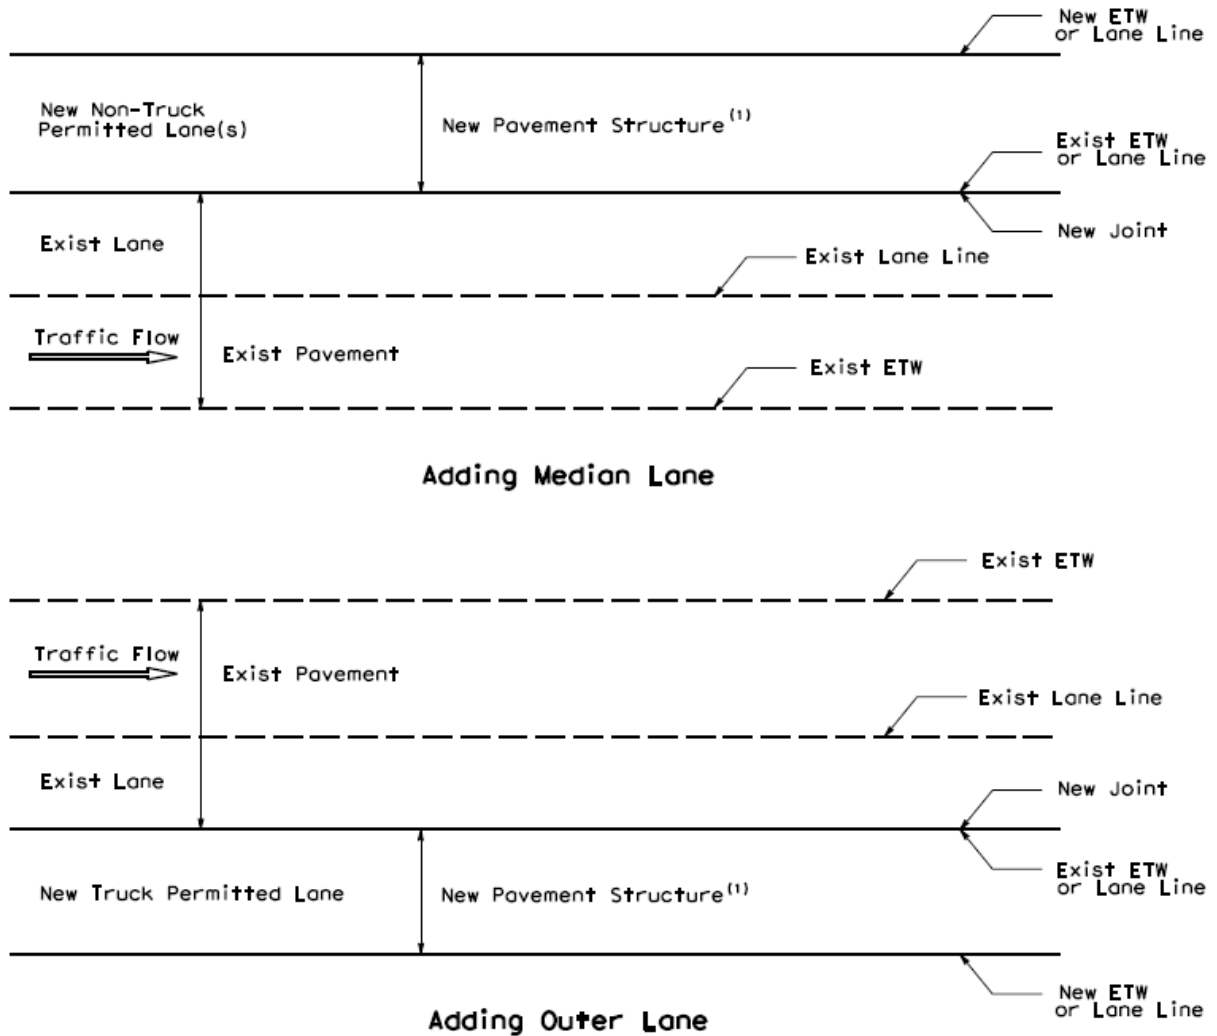 New ETW
or Lane Line
New Non-Truck
Permitted Lane(s)
New Pavement Structure(1)
Exist ETW
or Lane Line
New Joint
Exist Lane
Exist Lane Line
Traffic Flow
Exist Pavement
Exist ETW
Adding Median Lane
Exist ETW
Traffic Flow
Exist Pavement
Exist Lane Line
Exist Lane
New Joint
Exist ETW
or Lane Line
New Truck Permitted Lane
New Pavement Structure(1)
New ETW
or Lane Line
Adding Outer Lane